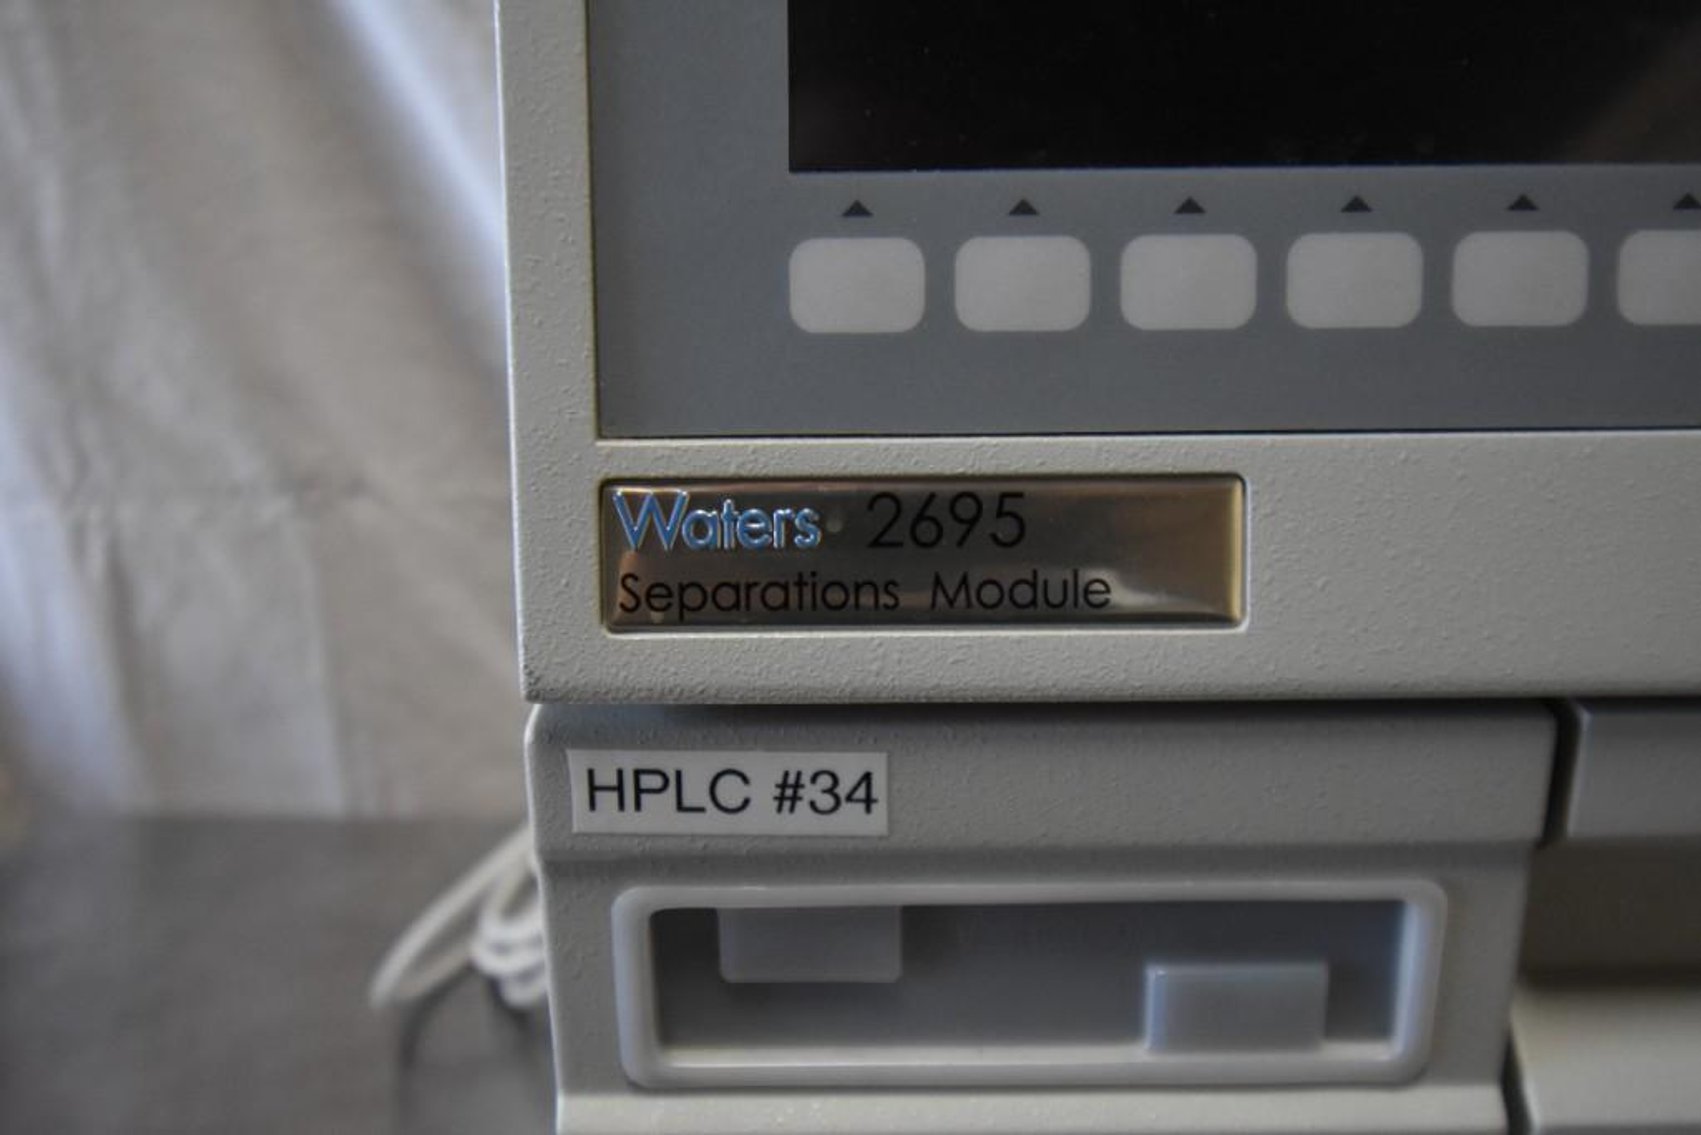 Waters 2695
Separations Module
HPLC #34